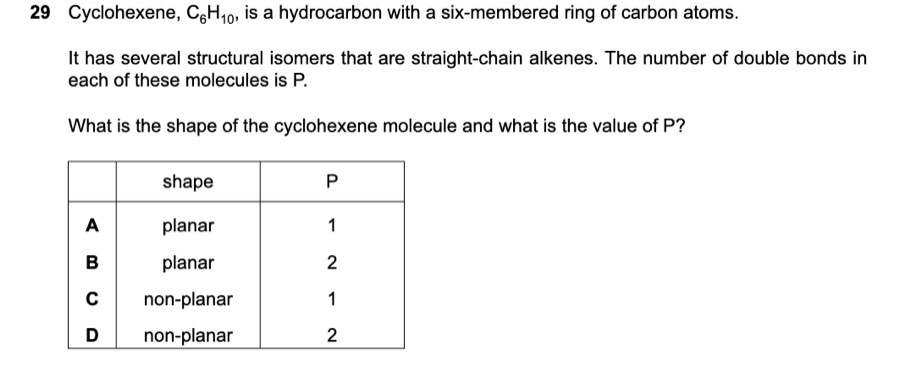 29 Cyclohexene, C₆H₁₀, is a hydrocarbon with a six-membered ring of carbon atoms.
It has several structural isomers that are straight-chain alkenes. The number of double bonds in
each of these molecules is P.
What is the shape of the cyclohexene molecule and what is the value of P?
shape P
A planar 1
B planar 2
C non-planar 1
D non-planar 2